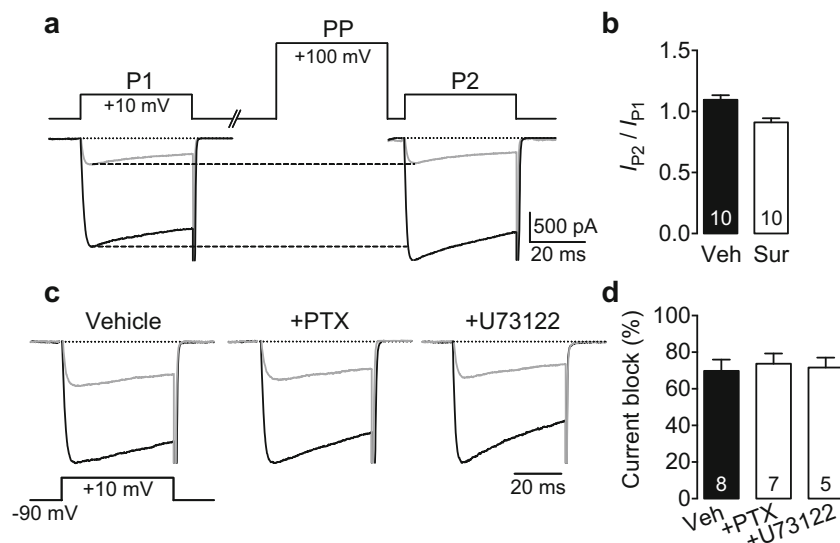 a
P1
+10 mV
PP
+100 mV
P2
500 pA
20 ms
b
1.5
1.0
0.5
0.0
I_P2 / I_P1
10
10
Veh
Sur
c
Vehicle
+PTX
+U73122
+10 mV
-90 mV
20 ms
d
100
80
60
40
20
0
Current block (%)
8
7
5
Veh
+PTX
+U73122